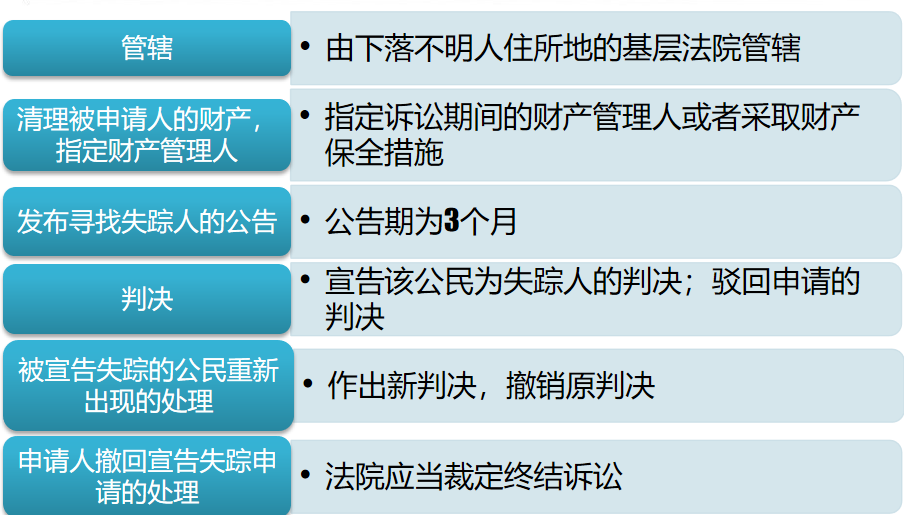 管辖
• 由下落不明人住所地的基层法院管辖
清理被申请人的财产，
指定财产管理人
• 指定诉讼期间的财产管理人或者采取财产
保全措施
发布寻找失踪人的公告
• 公告期为3个月
判决
• 宣告该公民为失踪人的判决；驳回申请的
判决
被宣告失踪的公民重新
出现的处理
• 作出新判决，撤销原判决
申请人撤回宣告失踪申
请的处理
• 法院应当裁定终结诉讼